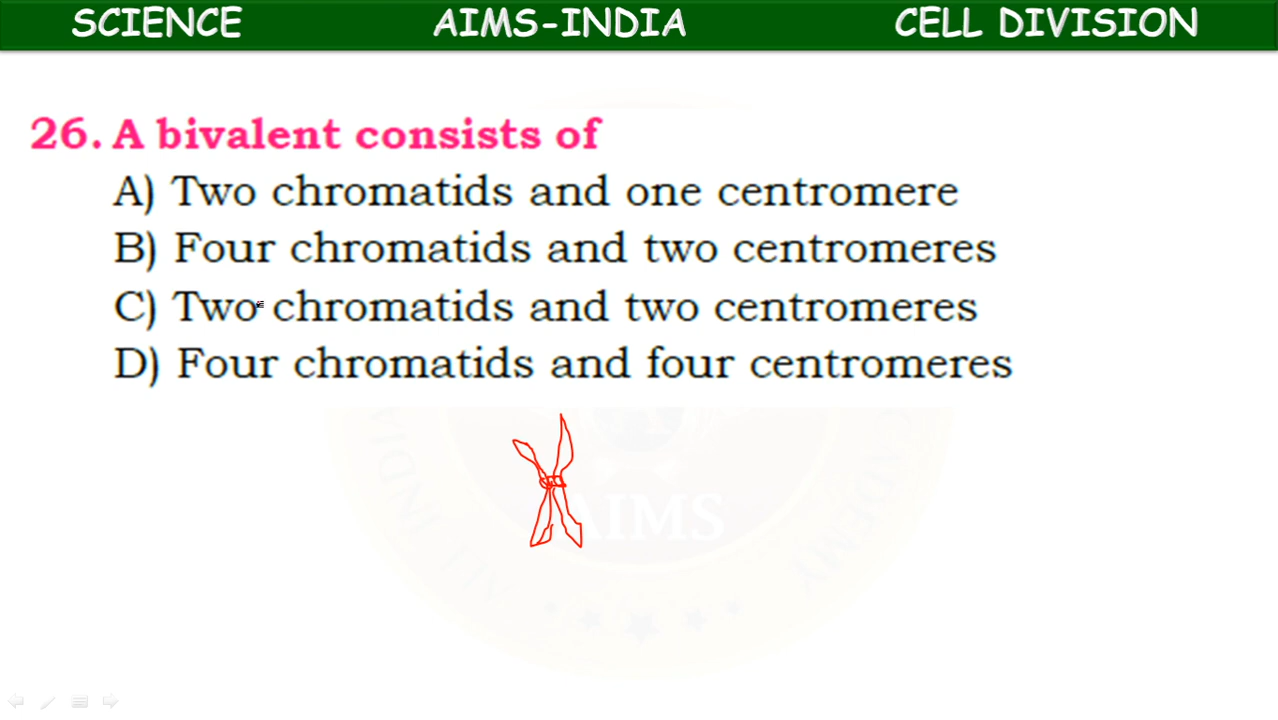 SCIENCE AIMS-INDIA CELL DIVISION
26. A bivalent consists of
A) Two chromatids and one centromere
B) Four chromatids and two centromeres
C) Two chromatids and two centromeres
D) Four chromatids and four centromeres
AIMS